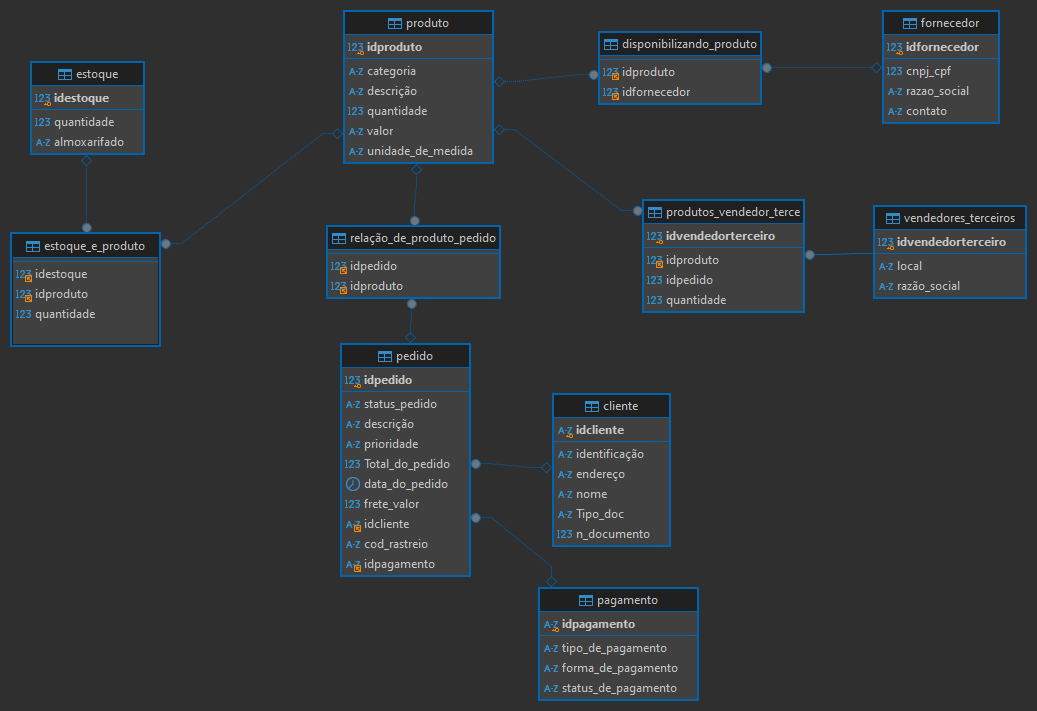 produto
123 idproduto
A-Z categoria
A-Z descrição
123 quantidade
A-Z valor
A-Z unidade_de_medida
disponibilizando_produto
123 idproduto
123 idfornecedor
fornecedor
123 idfornecedor
123 cnpj_cpf
A-Z razao_social
A-Z contato
estoque
123 idestoque
123 quantidade
A-Z almoxarifado
estoque_e_produto
123 idestoque
123 idproduto
123 quantidade
relação_de_produto_pedido
123 idpedido
123 idproduto
produtos_vendedor_terce
123 idvendedorterceiro
123 idproduto
123 idpedido
123 quantidade
vendedores_terceiros
123 idvendedorterceiro
A-Z local
A-Z razão_social
pedido
123 idpedido
A-Z status_pedido
A-Z descrição
A-Z prioridade
123 Total_do_pedido
data_do_pedido
123 frete_valor
A-Z idcliente
A-Z cod_rastreio
A-Z idpagamento
cliente
A-Z idcliente
A-Z identificação
A-Z endereço
A-Z nome
A-Z Tipo_doc
123 n_documento
pagamento
A-Z idpagamento
A-Z tipo_de_pagamento
A-Z forma_de_pagamento
A-Z status_de_pagamento